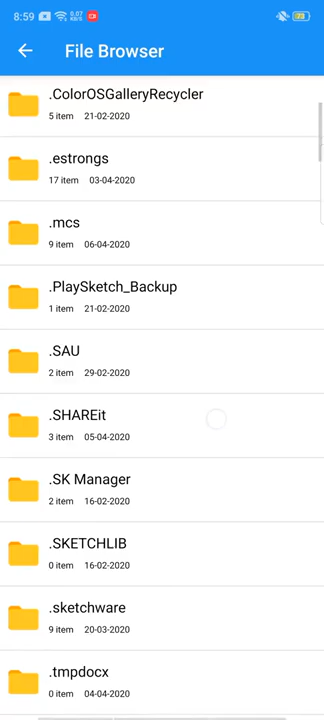 8:59
0.07
KB/S
File Browser
.ColorOSGalleryRecycler
5 item 21-02-2020
.estrongs
17 item 03-04-2020
.mcs
9 item 06-04-2020
.PlaySketch_Backup
1 item 21-02-2020
.SAU
2 item 29-02-2020
.SHAREit
3 item 05-04-2020
.SK Manager
2 item 16-02-2020
.SKETCHLIB
0 item 16-02-2020
.sketchware
9 item 20-03-2020
.tmpdocx
0 item 04-04-2020